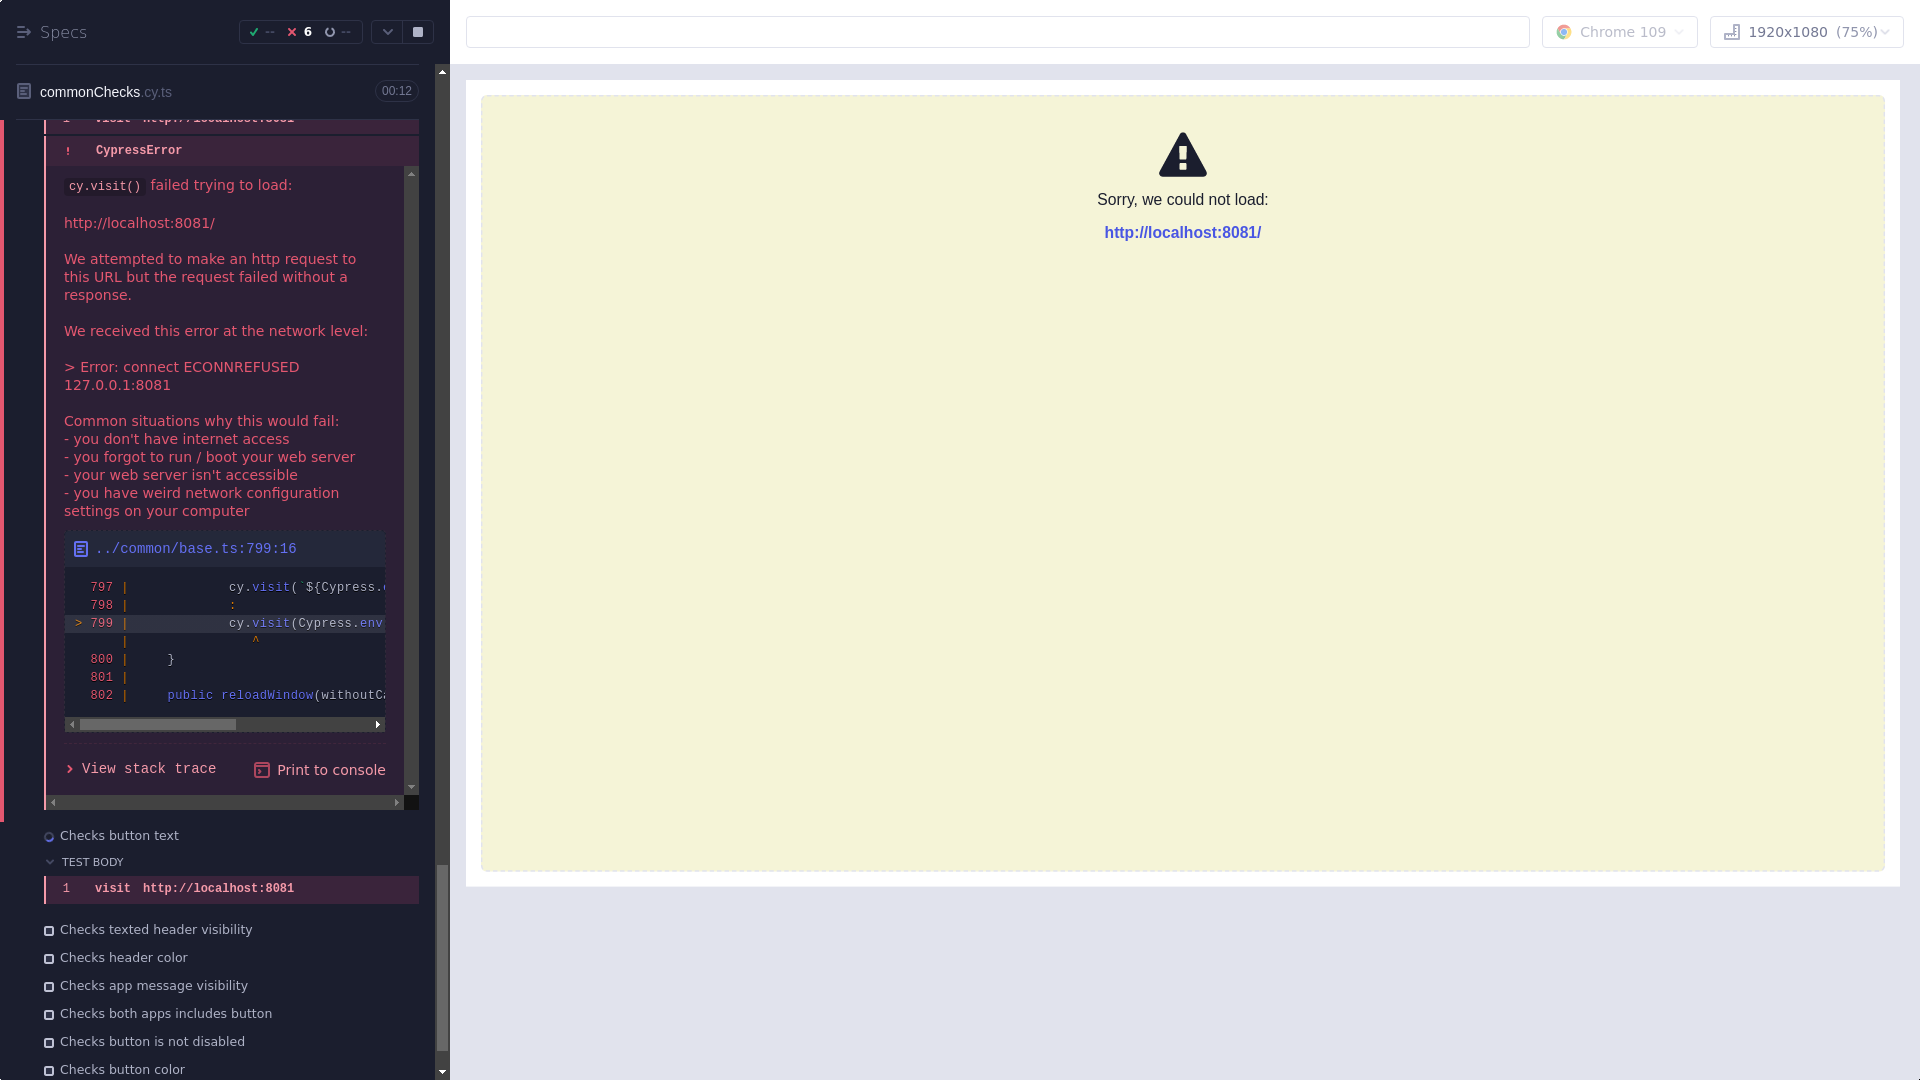 Specs
-- 6 --
commonChecks.cy.ts 00:12
1 visit http://localhost:8081
! CypressError
cy.visit() failed trying to load:
http://localhost:8081/
We attempted to make an http request to
this URL but the request failed without a
response.
We received this error at the network level:
> Error: connect ECONNREFUSED
127.0.0.1:8081
Common situations why this would fail:
- you don't have internet access
- you forgot to run / boot your web server
- your web server isn't accessible
- you have weird network configuration
settings on your computer
../common/base.ts:799:16
797 | cy.visit(`${Cypress.
798 | :
> 799 | cy.visit(Cypress.env
| ^
800 | }
801 |
802 | public reloadWindow(withoutCa
View stack trace
Print to console
Checks button text
TEST BODY
1 visit http://localhost:8081
Checks texted header visibility
Checks header color
Checks app message visibility
Checks both apps includes button
Checks button is not disabled
Checks button color
Chrome 109
1920x1080 (75%)
Sorry, we could not load:
http://localhost:8081/